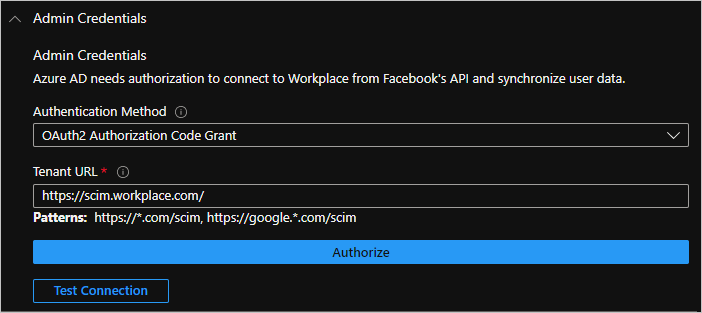 Admin Credentials
Admin Credentials
Azure AD needs authorization to connect to Workplace from Facebook's API and synchronize user data.
Authentication Method
OAuth2 Authorization Code Grant
Tenant URL *
https://scim.workplace.com/
Patterns: https://*.com/scim, https://google.*.com/scim
Authorize
Test Connection